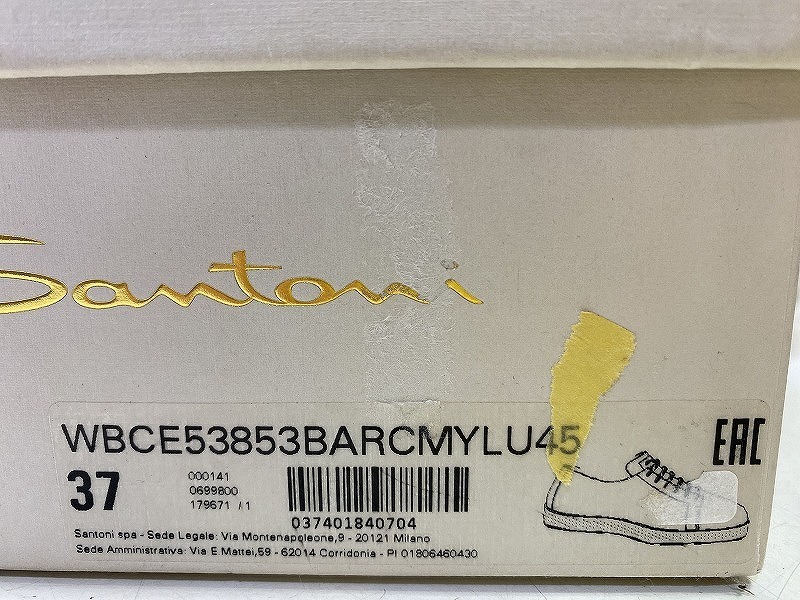 Santoni
WBCE53853BARCMYLU45
EAC
37
000141
0699800
179671 /1
037401840704
Santoni spa - Sede Legale: Via Montenapoleone,9 - 20121 Milano
Sede Amministrativa: Via E.Mattei,59 - 62014 Corridonia - PI 01806460430